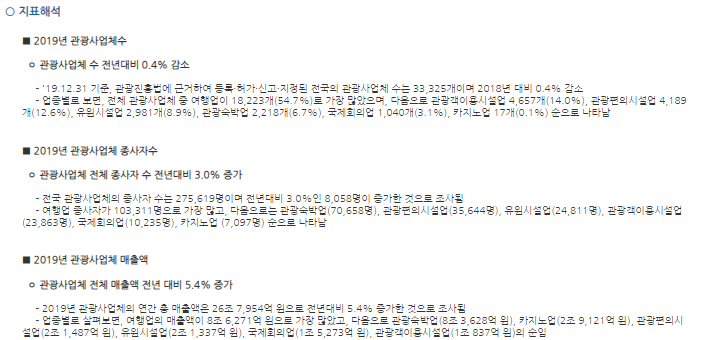 ○ 지표해석
■ 2019년 관광사업체수
ㅇ 관광사업체 수 전년대비 0.4% 감소
- '19.12.31 기준, 관광진흥법에 근거하여 등록·허가·신고·지정된 전국의 관광사업체 수는 33,325개이며 2018년 대비 0.4% 감소
- 업종별로 보면, 전체 관광사업체 중 여행업이 18,223개(54.7%)로 가장 많았으며, 다음으로 관광객이용시설업 4,657개(14.0%), 관광편의시설업 4,189
개(12.6%), 유원시설업 2,981개(8.9%), 관광숙박업 2,218개(6.7%), 국제회의업 1,040개(3.1%), 카지노업 17개(0.1%) 순으로 나타남
■ 2019년 관광사업체 종사자수
ㅇ 관광사업체 전체 종사자 수 전년대비 3.0% 증가
- 전국 관광사업체의 종사자 수는 275,619명이며 전년대비 3.0%인 8,058명이 증가한 것으로 조사됨
- 여행업 종사자가 103,311명으로 가장 많고, 다음으로는 관광숙박업(70,658명), 관광편의시설업(35,644명), 유원시설업(24,811명), 관광객이용시설업
(23,863명), 국제회의업(10,235명), 카지노업 (7,097명) 순으로 나타남
■ 2019년 관광사업체 매출액
ㅇ 관광사업체 전체 매출액 전년 대비 5.4% 증가
- 2019년 관광사업체의 연간 총 매출액은 26조 7,954억 원으로 전년대비 5.4% 증가한 것으로 조사됨
- 업종별로 살펴보면, 여행업의 매출액이 8조 6,271억 원으로 가장 많았고, 다음으로 관광숙박업(8조 3,628억 원), 카지노업(2조 9,121억 원), 관광편의시
설업(2조 1,487억 원), 유원시설업(2조 1,337억 원), 국제회의업(1조 5,273억 원), 관광객이용시설업(1조 837억 원)의 순임